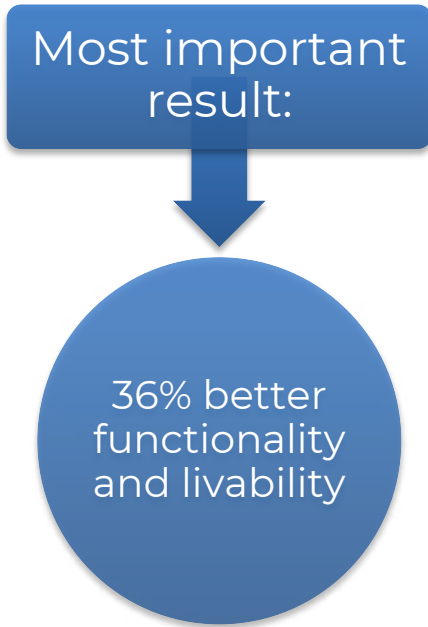 Most important
result:
36% better
functionality
and livability